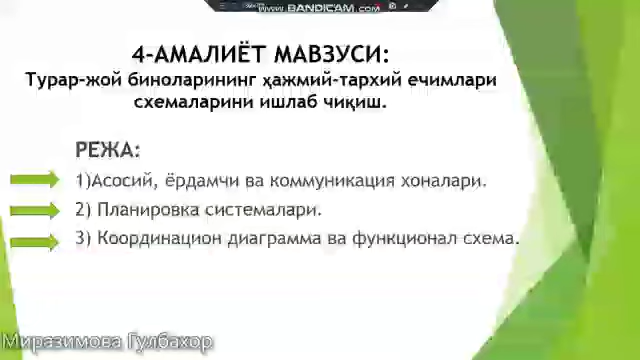 WWW.BANDICAM.COM
4-АМАЛИЁТ МАВЗУСИ:
Турар-жой биноларининг ҳажмий-тархий ечимлари
схемаларини ишлаб чиқиш.
РЕЖА:
1)Асосий, ёрдамчи ва коммуникация хоналари.
2) Планировка системалари.
3) Координацион диаграмма ва функционал схема.
Миразимова Гулбахор